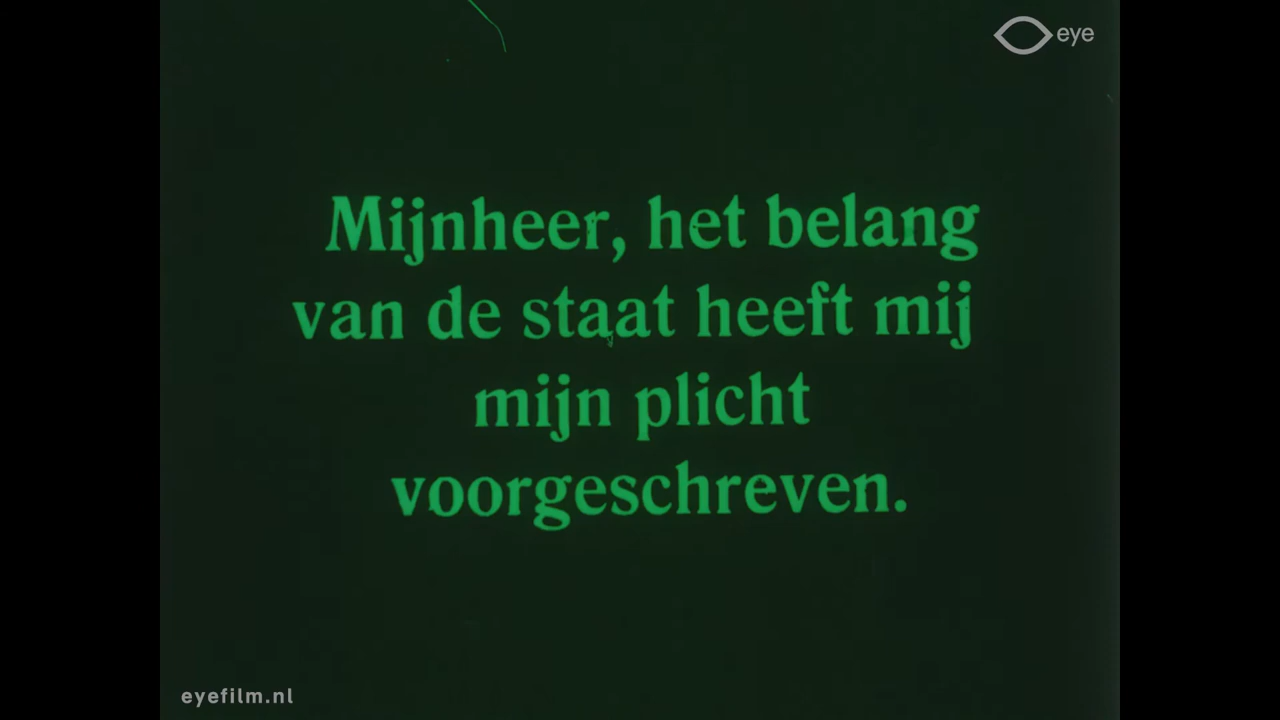 eye
Mijnheer, het belang
van de staat heeft mij
mijn plicht
voorgeschreven.
eyefilm.nl